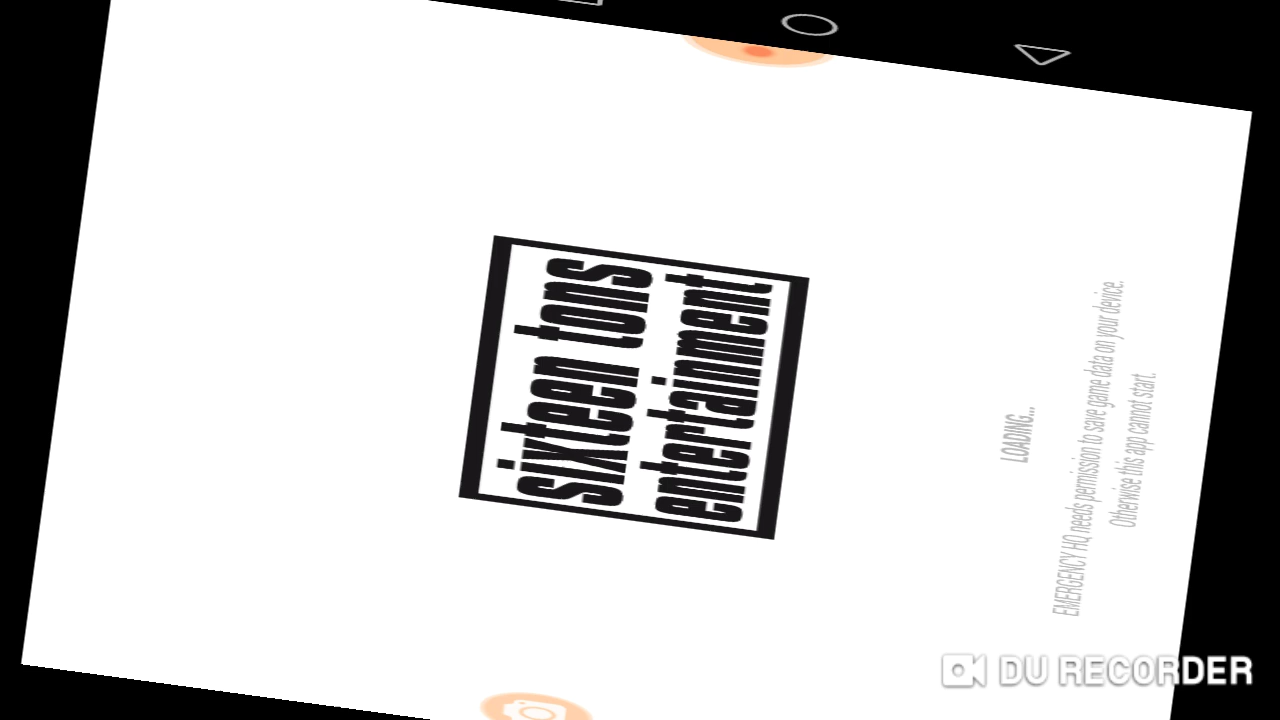 sixteen tons
entertainment
LOADING...
EMERGENCY HQ needs permission to save game data on your device.
Otherwise this app cannot start.
DU RECORDER